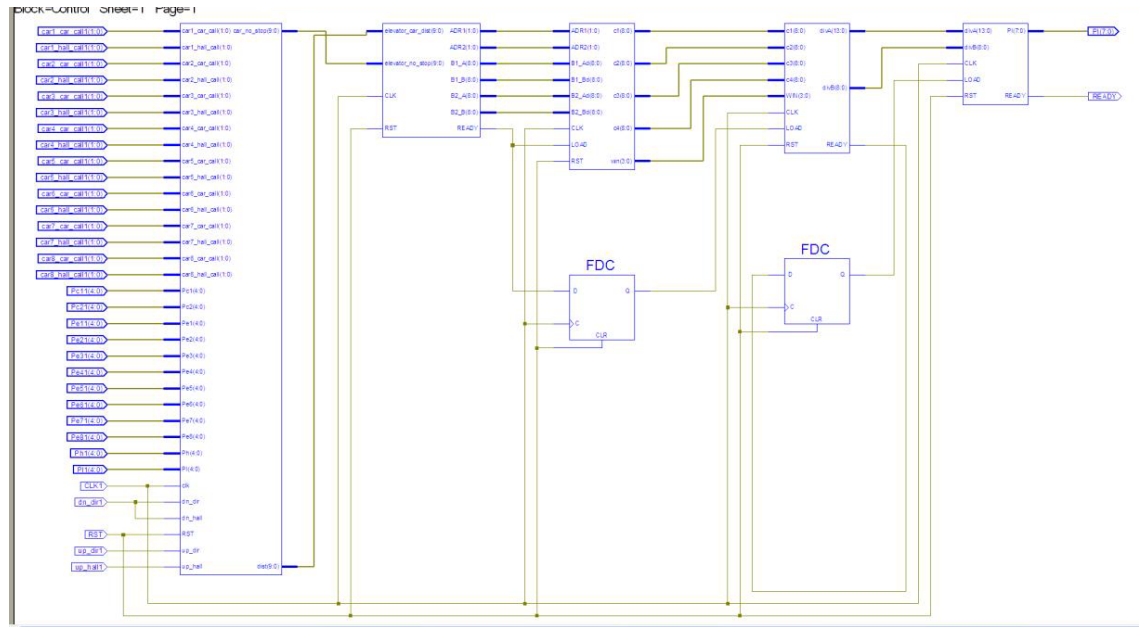 Block=Control Sheet=1 Page=1
car1_car_call1(1:0)
car1_hall_call1(1:0)
car2_car_call1(1:0)
car2_hall_call1(1:0)
car3_car_call1(1:0)
car3_hall_call1(1:0)
car4_car_call1(1:0)
car4_hall_call1(1:0)
car5_car_call1(1:0)
car5_hall_call1(1:0)
car6_car_call1(1:0)
car6_hall_call1(1:0)
car7_car_call1(1:0)
car7_hall_call1(1:0)
car8_car_call1(1:0)
car8_hall_call1(1:0)
Pc11(4:0)
Pc21(4:0)
Pe11(4:0)
Pe21(4:0)
Pe31(4:0)
Pe41(4:0)
Pe51(4:0)
Pe61(4:0)
Pe71(4:0)
Pe81(4:0)
Ph1(4:0)
Pl1(4:0)
CLK1
dn_dir1
RST
up_dir1
up_hall1
car1_car_call(1:0) car_no_stop(9:0)
car1_hall_call(1:0)
car2_car_call(1:0)
car2_hall_call(1:0)
car3_car_call(1:0)
car3_hall_call(1:0)
car4_car_call(1:0)
car4_hall_call(1:0)
car5_car_call(1:0)
car5_hall_call(1:0)
car6_car_call(1:0)
car6_hall_call(1:0)
car7_car_call(1:0)
car7_hall_call(1:0)
car8_car_call(1:0)
car8_hall_call(1:0)
Pc1(4:0)
Pc2(4:0)
Pe1(4:0)
Pe2(4:0)
Pe3(4:0)
Pe4(4:0)
Pe5(4:0)
Pe6(4:0)
Pe7(4:0)
Pe8(4:0)
Ph(4:0)
Pl(4:0)
clk
dn_dir
dn_hall
RST
up_dir
up_hall dist(9:0)
elevator_car_dist(9:0) ADR1(1:0)
ADR2(1:0)
elevator_no_stop(9:0) B1_A(8:0)
B1_B(8:0)
CLK B2_A(8:0)
B2_B(8:0)
RST READY
ADR1(1:0) c1(8:0)
ADR2(1:0)
B1_Ad(8:0) c2(8:0)
B1_Bd(8:0)
B2_Ad(8:0) c3(8:0)
B2_Bd(8:0)
CLK c4(8:0)
LOAD
RST win(3:0)
c1(8:0) divA(13:0)
c2(8:0)
c3(8:0)
c4(8:0) divB(8:0)
WIN(3:0)
CLK
LOAD
RST READY
divA(13:0) PI(7:0)
divB(8:0)
CLK
LOAD
RST READY
PI(7:0)
READY
FDC
D Q
C
CLR
FDC
D Q
C
CLR